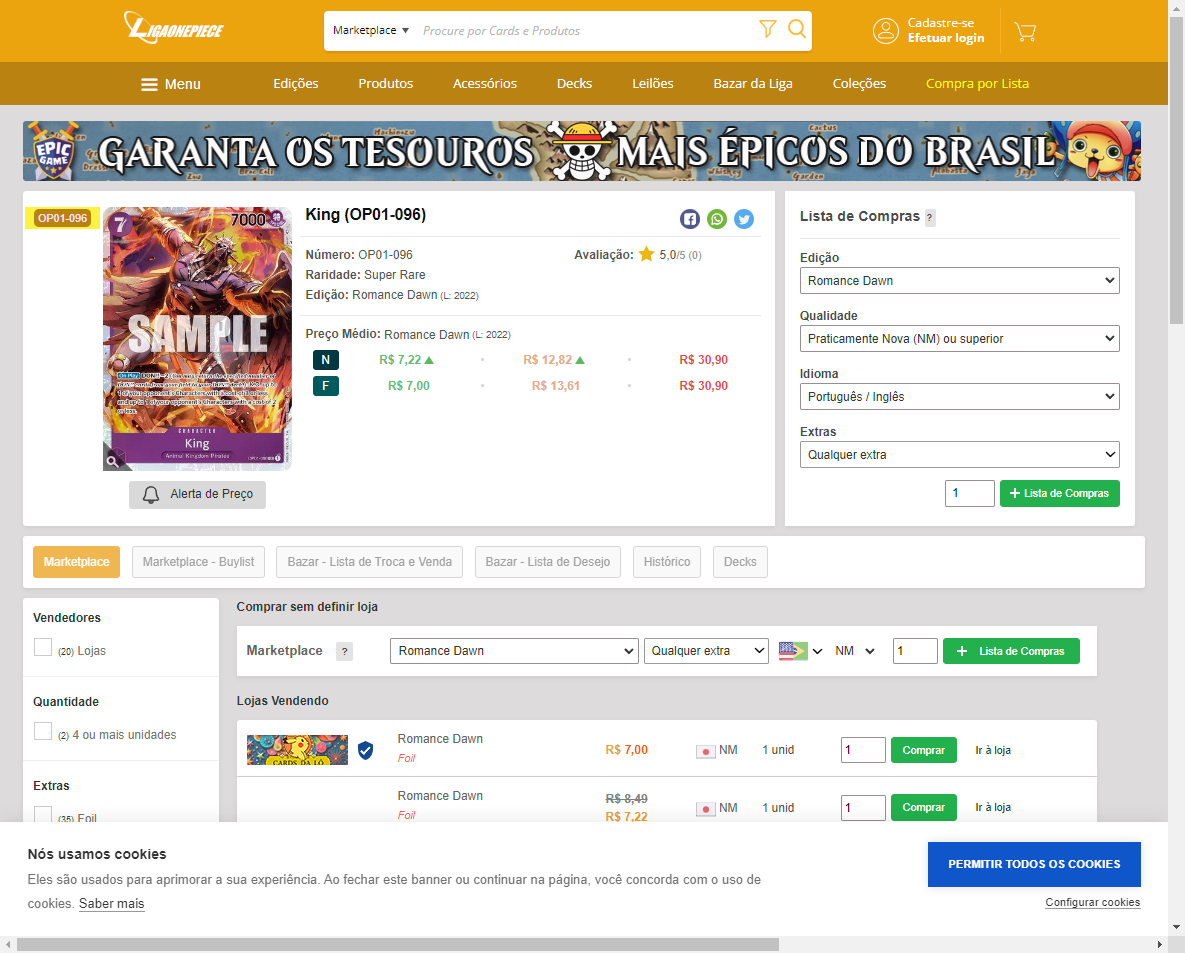 LIGAONEPIECE
Marketplace ▼ Procure por Cards e Produtos
Cadastre-se
Efetuar login
Menu Edições Produtos Acessórios Decks Leilões Bazar da Liga Coleções Compra por Lista
EPIC GAME GARANTA OS TESOUROS MAIS ÉPICOS DO BRASIL
OP01-096
7 7000
SAMPLE
CHARACTER
King
Animal Kingdom Pirates
Alerta de Preço
King (OP01-096)
Número: OP01-096
Raridade: Super Rare
Edição: Romance Dawn (L: 2022)
Avaliação: 5,0/5 (0)
Preço Médio: Romance Dawn (L: 2022)
N R$ 7,22 R$ 12,82 R$ 30,90
F R$ 7,00 R$ 13,61 R$ 30,90
Lista de Compras ?
Edição
Romance Dawn
Qualidade
Praticamente Nova (NM) ou superior
Idioma
Português / Inglês
Extras
Qualquer extra
1 + Lista de Compras
Marketplace Marketplace - Buylist Bazar - Lista de Troca e Venda Bazar - Lista de Desejo Histórico Decks
Vendedores
(20) Lojas
Quantidade
(2) 4 ou mais unidades
Extras
(35) Foil
Comprar sem definir loja
Marketplace ? Romance Dawn Qualquer extra NM 1 + Lista de Compras
Lojas Vendendo
CARDS DA LÔ
Romance Dawn
Foil
R$ 7,00 NM 1 unid 1 Comprar Ir à loja
Romance Dawn
Foil
R$ 8,49
R$ 7,22
NM 1 unid 1 Comprar Ir à loja
Nós usamos cookies
Eles são usados para aprimorar a sua experiência. Ao fechar este banner ou continuar na página, você concorda com o uso de
cookies. Saber mais
PERMITIR TODOS OS COOKIES
Configurar cookies